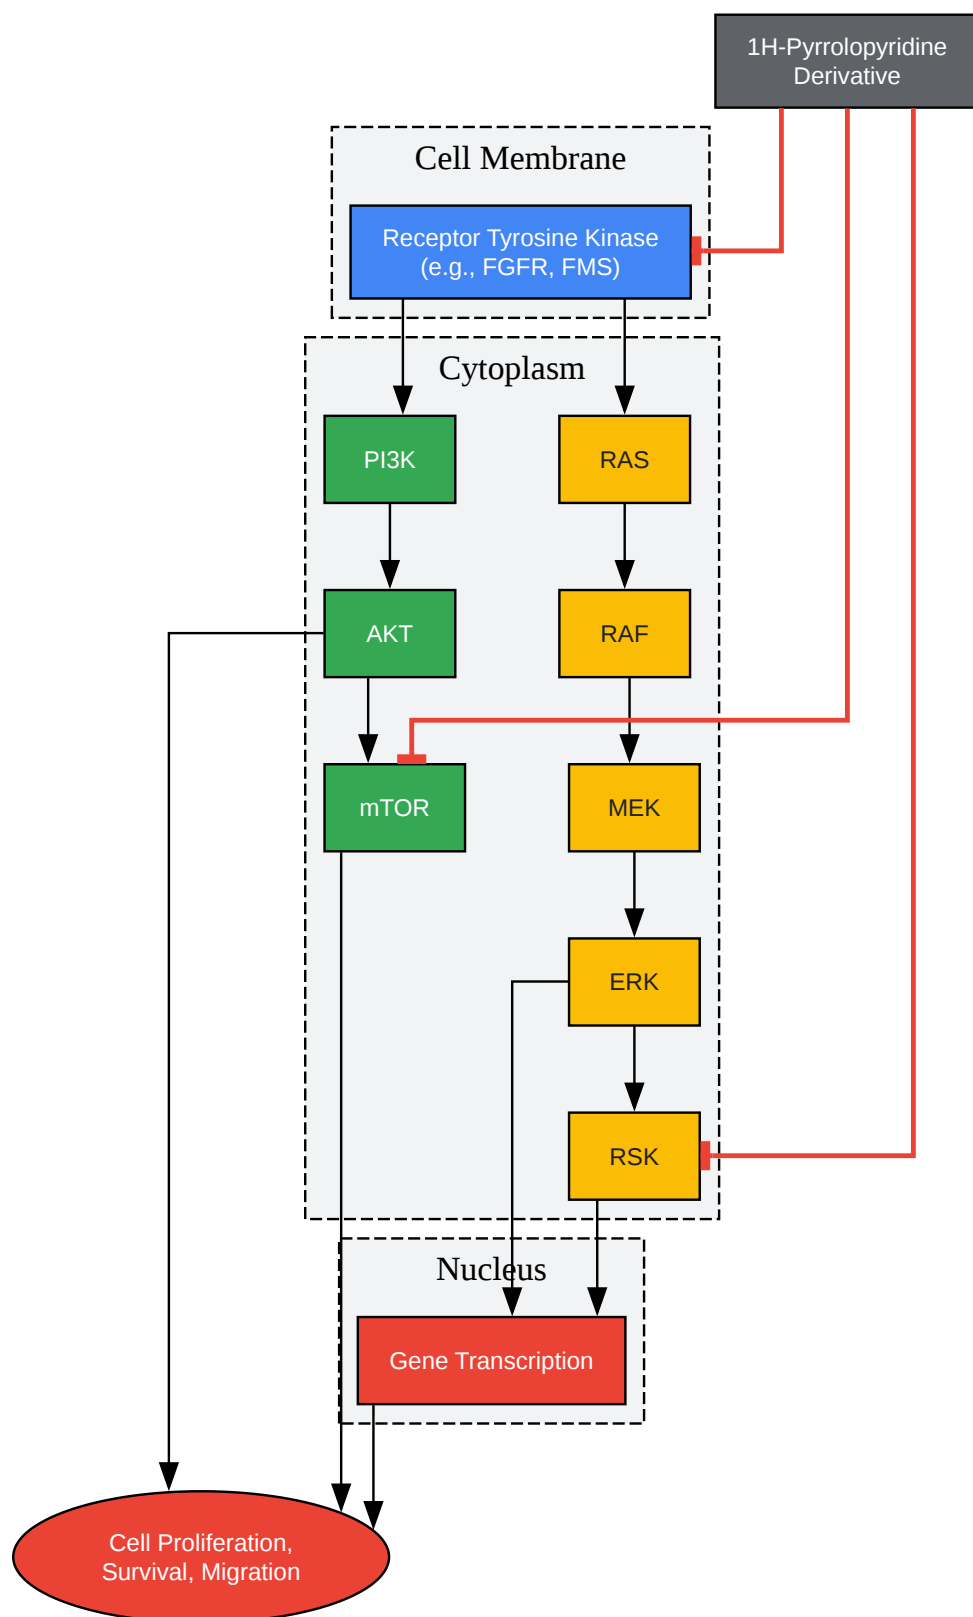 1H-Pyrrolopyridine
Derivative
Cell Membrane
Receptor Tyrosine Kinase
(e.g., FGFR, FMS)
Cytoplasm
PI3K
RAS
AKT
RAF
mTOR
MEK
ERK
RSK
Nucleus
Gene Transcription
Cell Proliferation,
Survival, Migration